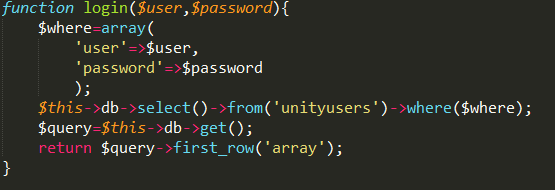 function login($user,$password){
    $where=array(
        'user'=>$user,
        'password'=>$password
        );
    $this->db->select()->from('unityusers')->where($where);
    $query=$this->db->get();
    return $query->first_row('array');
}